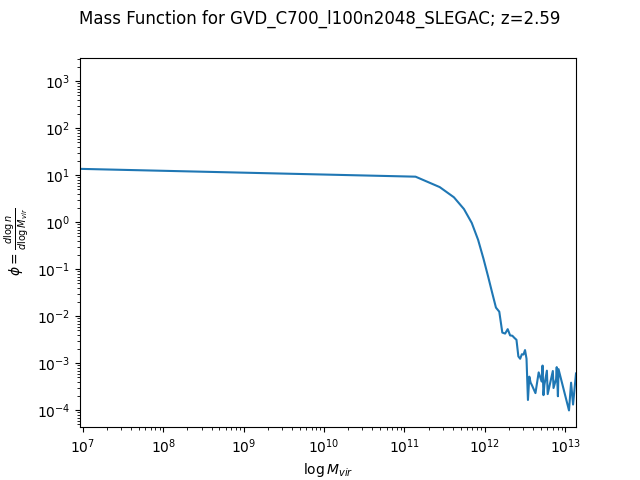 Mass Function for GVD_C700_l100n2048_SLEGAC; z=2.59
10³
10²
10¹
10⁰
10⁻¹
10⁻²
10⁻³
10⁻⁴
ϕ = d log n / d log M_vir
10⁷ 10⁸ 10⁹ 10¹⁰ 10¹¹ 10¹² 10¹³
log M_vir